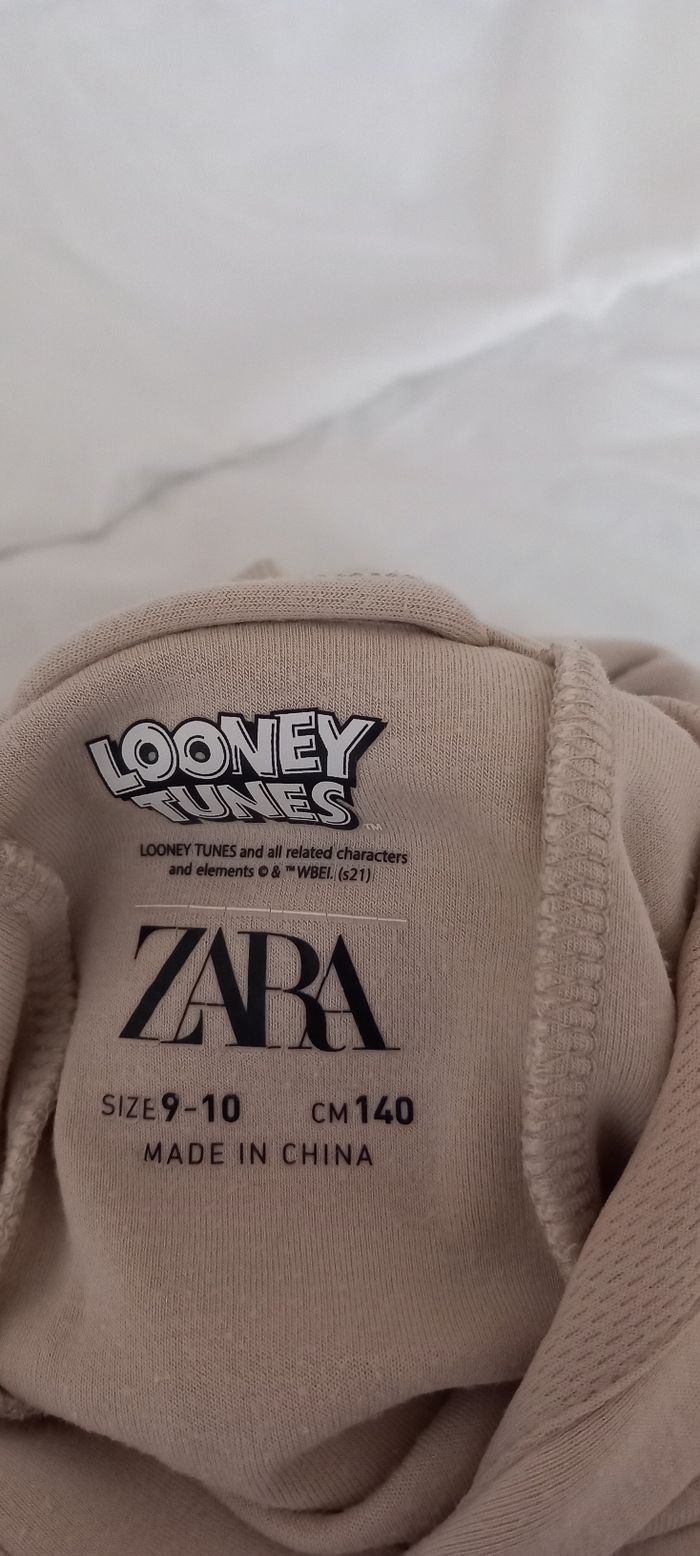 LOONEY
TUNES
TM
LOONEY TUNES and all related characters
and elements © & ™WBEI. (s21)
ZARA
SIZE 9-10 CM 140
MADE IN CHINA